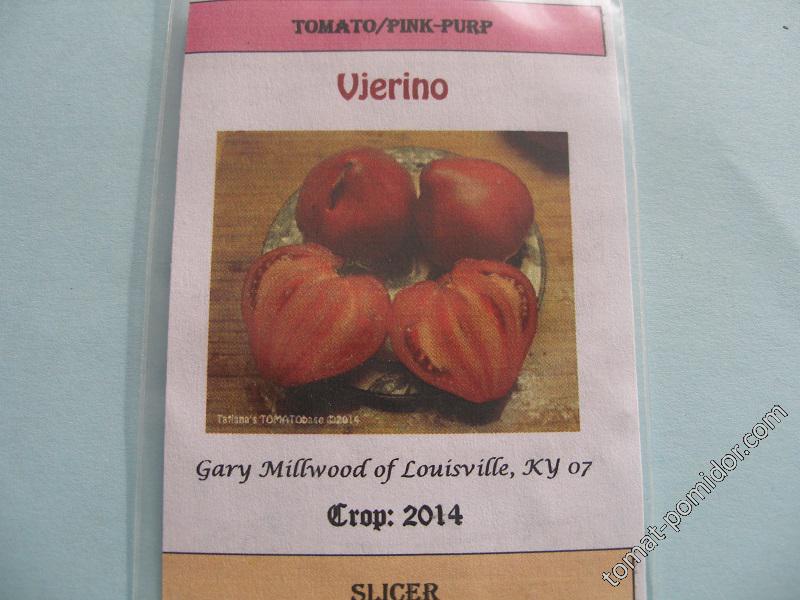 TOMATO/PINK-PURP
Vjerino
Tatiana's TOMATObase ©2014
Gary Millwood of Louisville, KY 07
Crop: 2014
SLICER
tomat-pomidor.com